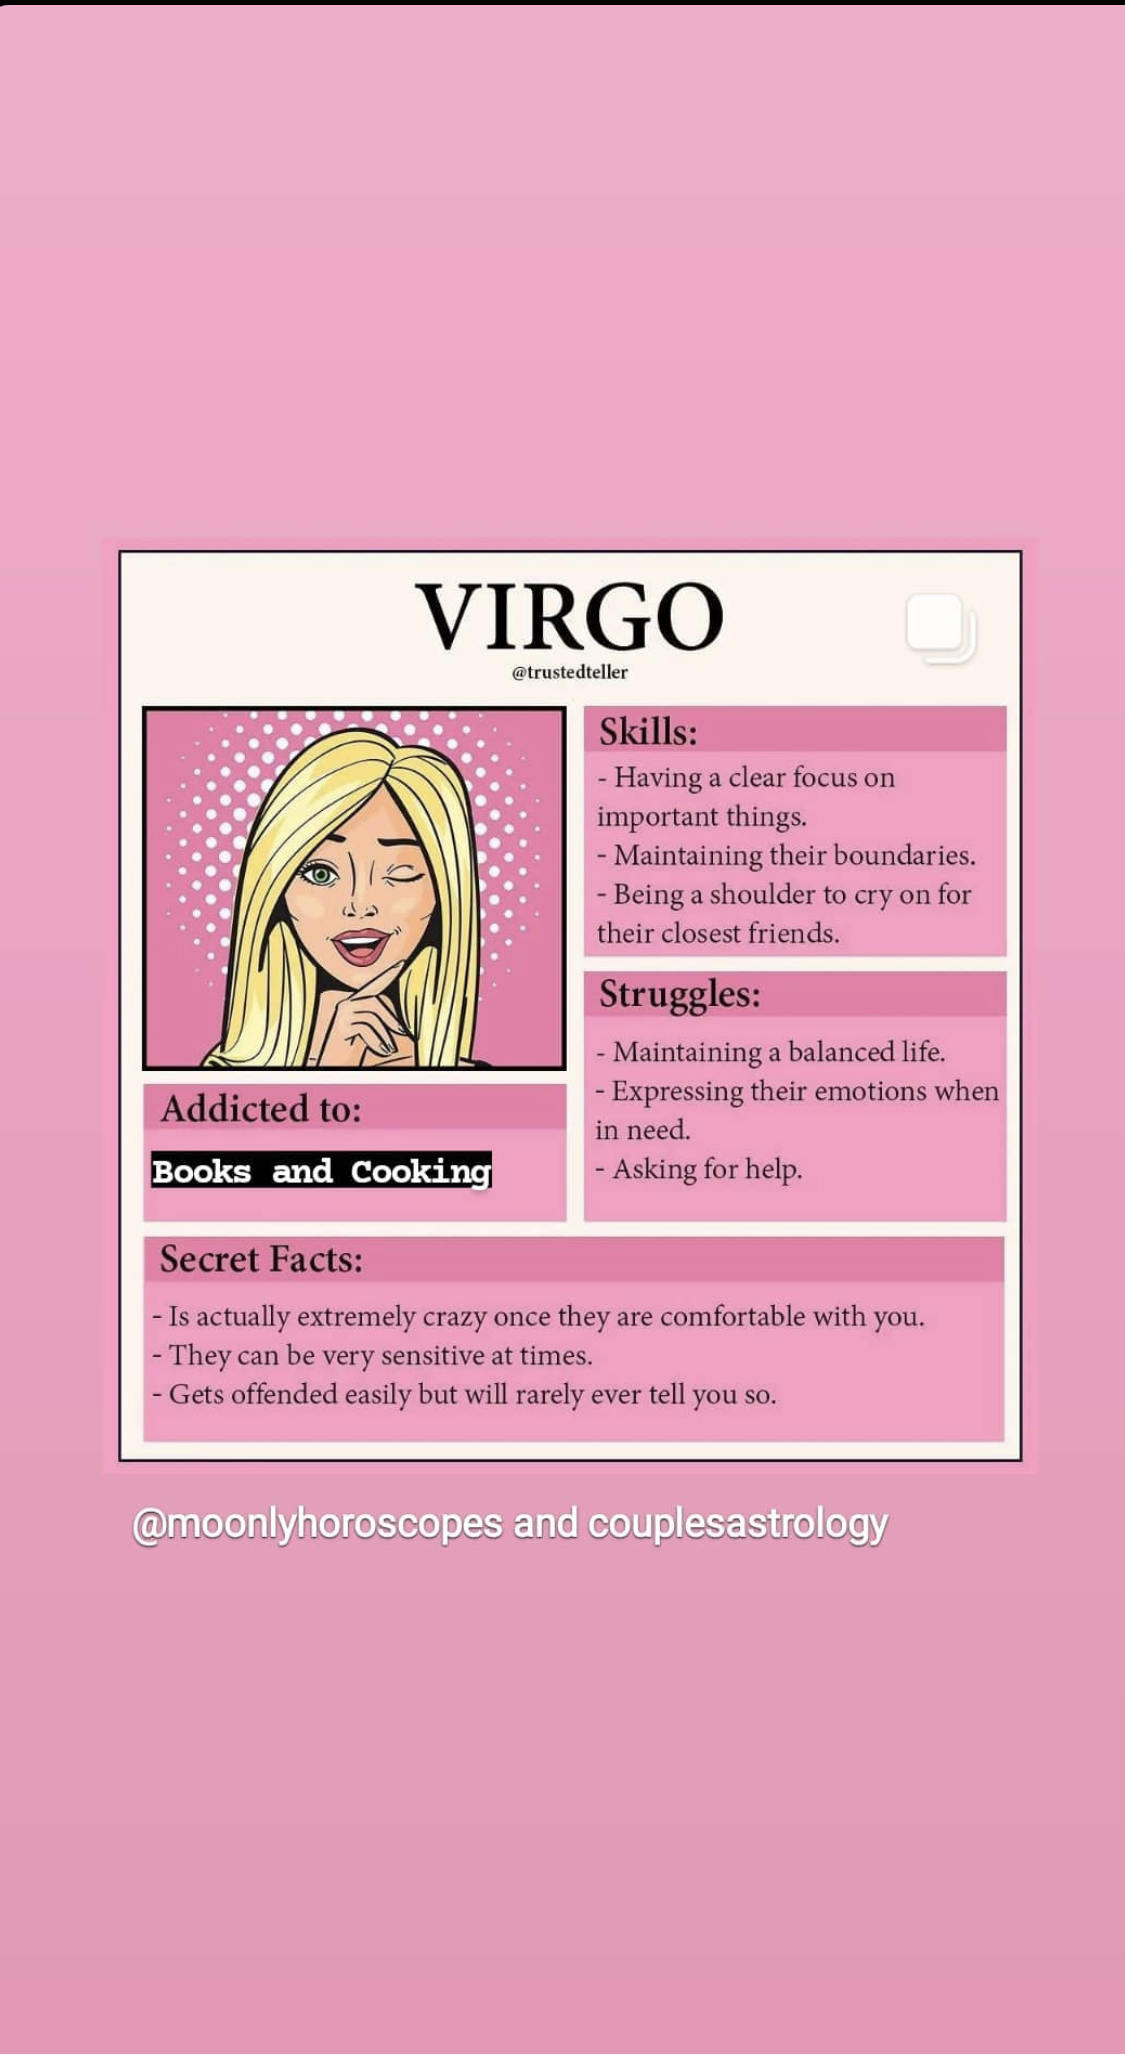 VIRGO
@trustedteller
Skills:
- Having a clear focus on
important things.
- Maintaining their boundaries.
- Being a shoulder to cry on for
their closest friends.
Struggles:
- Maintaining a balanced life.
- Expressing their emotions when
in need.
- Asking for help.
Addicted to:
Books and Cooking
Secret Facts:
- Is actually extremely crazy once they are comfortable with you.
- They can be very sensitive at times.
- Gets offended easily but will rarely ever tell you so.
@moonlyhoroscopes and couplesastrology